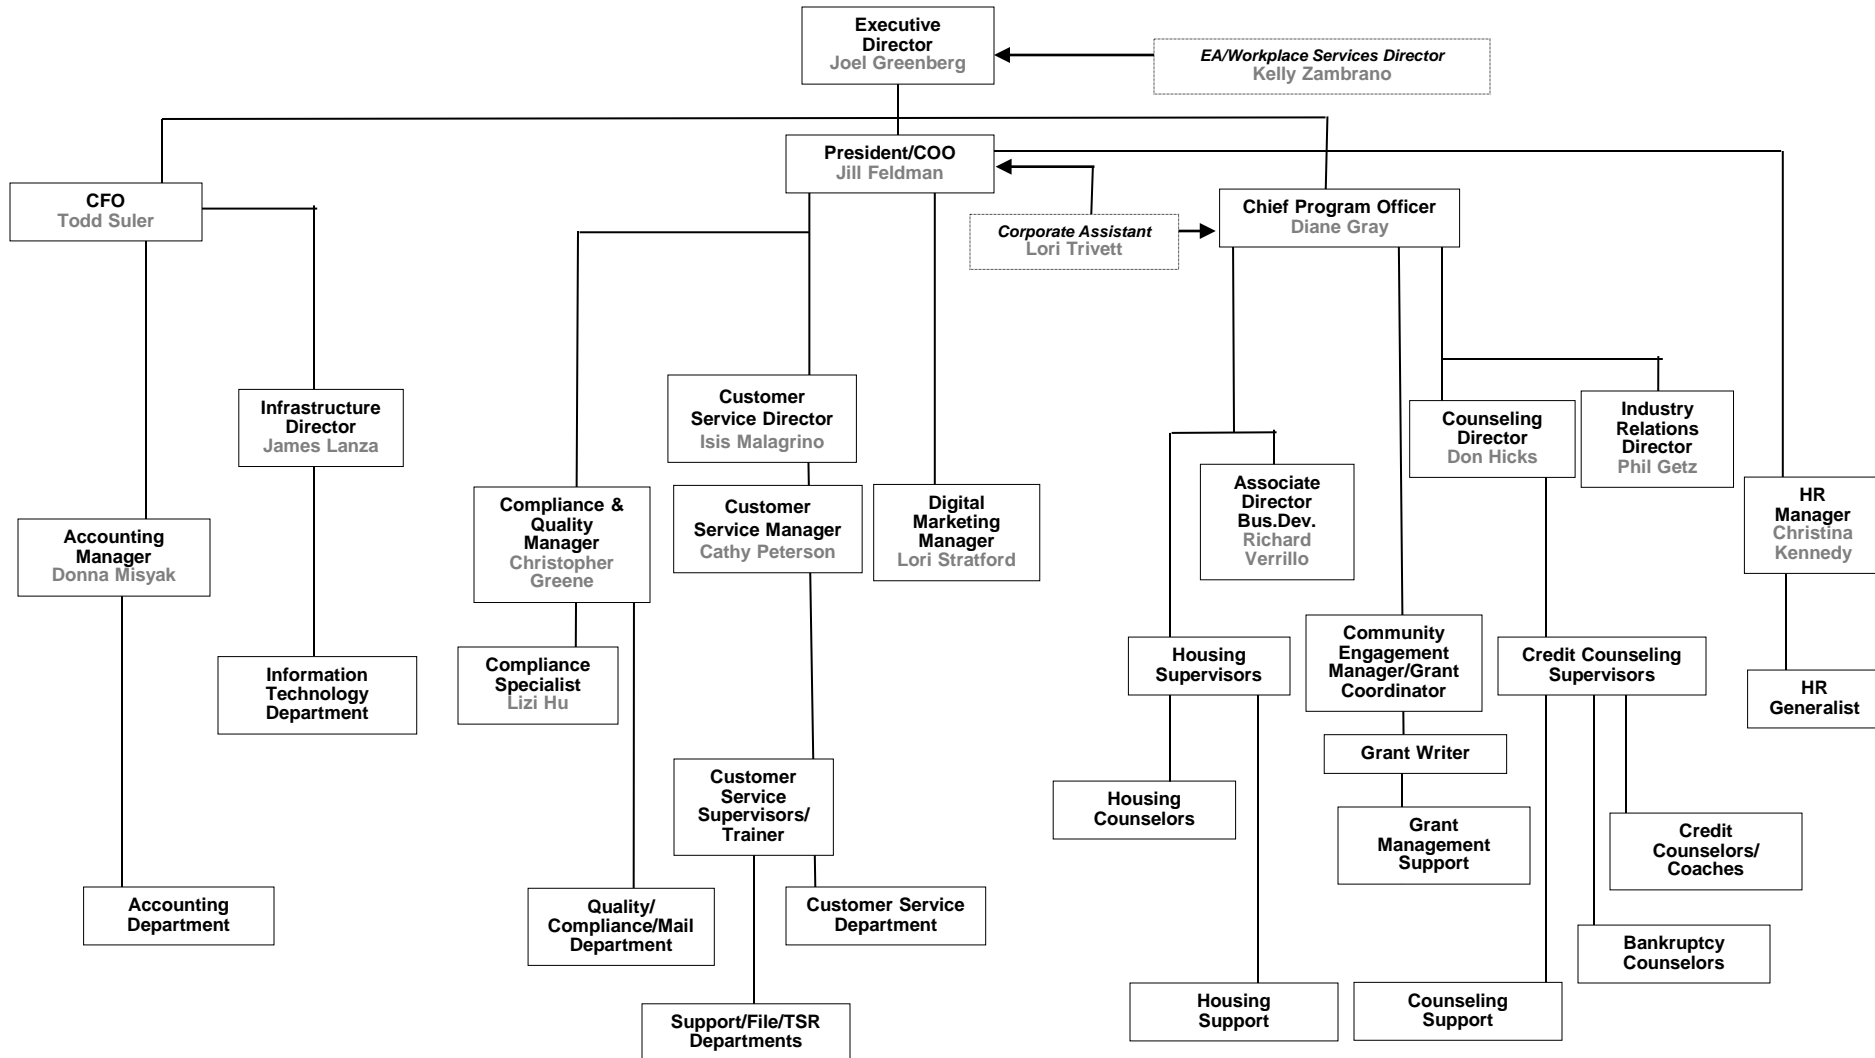 Executive
Director
Joel Greenberg
EA/Workplace Services Director
Kelly Zambrano
President/COO
Jill Feldman
CFO
Todd Suler
Corporate Assistant
Lori Trivett
Chief Program Officer
Diane Gray
Infrastructure
Director
James Lanza
Customer
Service Director
Isis Malagrino
Counseling
Director
Don Hicks
Industry
Relations
Director
Phil Getz
Accounting
Manager
Donna Misyak
Compliance &
Quality
Manager
Christopher
Greene
Customer
Service Manager
Cathy Peterson
Digital
Marketing
Manager
Lori Stratford
Associate
Director
Bus.Dev.
Richard
Verrillo
HR
Manager
Christina
Kennedy
Information
Technology
Department
Compliance
Specialist
Lizi Hu
Housing
Supervisors
Community
Engagement
Manager/Grant
Coordinator
Credit Counseling
Supervisors
HR
Generalist
Grant Writer
Customer
Service
Supervisors/
Trainer
Housing
Counselors
Grant
Management
Support
Credit
Counselors/
Coaches
Accounting
Department
Quality/
Compliance/Mail
Department
Customer Service
Department
Bankruptcy
Counselors
Support/File/TSR
Departments
Housing
Support
Counseling
Support